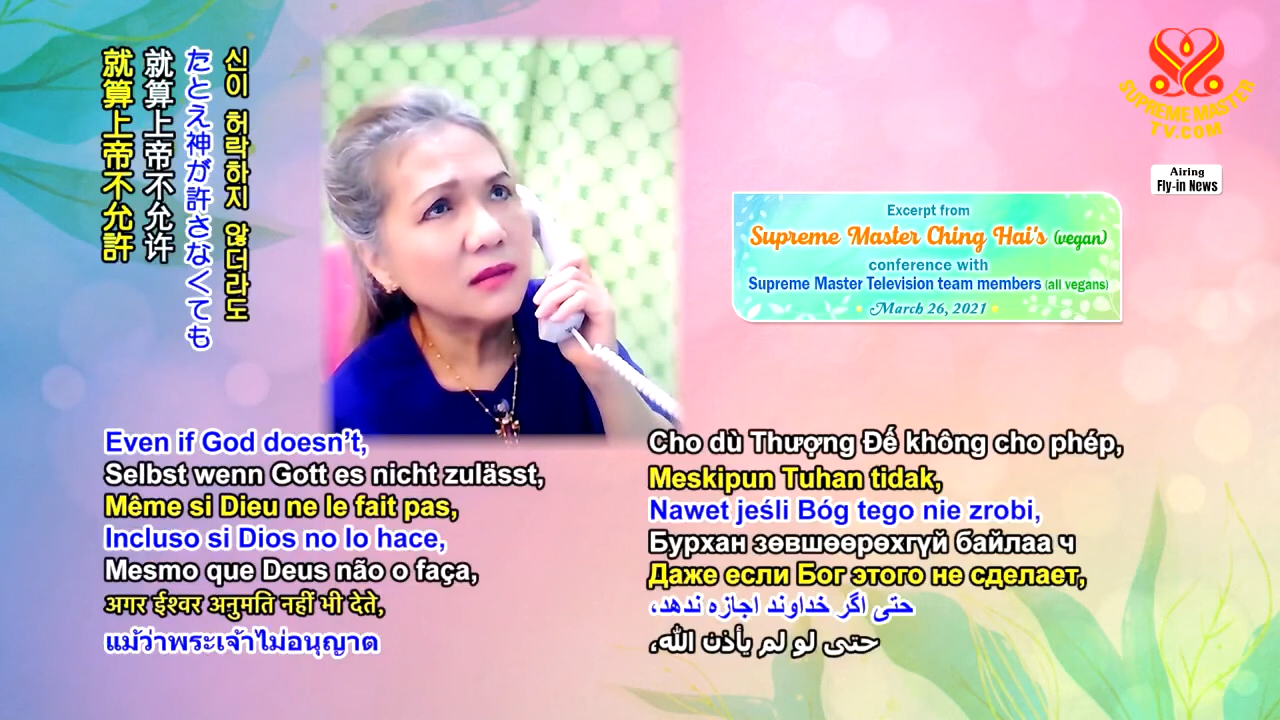 就算上帝不允許
就算上帝不允许
たとえ神が許さなくても
신이 허락하지 않더라도
SUPREME MASTER
TV.COM
Airing
Fly-in News
Excerpt from
Supreme Master Ching Hai's (vegan)
conference with
Supreme Master Television team members (all vegans)
March 26, 2021
Even if God doesn't,
Selbst wenn Gott es nicht zulässt,
Même si Dieu ne le fait pas,
Incluso si Dios no lo hace,
Mesmo que Deus não o faça,
अगर ईश्वर अनुमति नहीं भी देते,
แม้ว่าพระเจ้าไม่อนุญาต
Cho dù Thượng Đế không cho phép,
Meskipun Tuhan tidak,
Nawet jeśli Bóg tego nie zrobi,
Бурхан зөвшөөрөхгүй байлаа ч
Даже если Бог этого не сделает,
حتی اگر خداوند اجازه ندهد،
حتى لو لم يأذن الله،